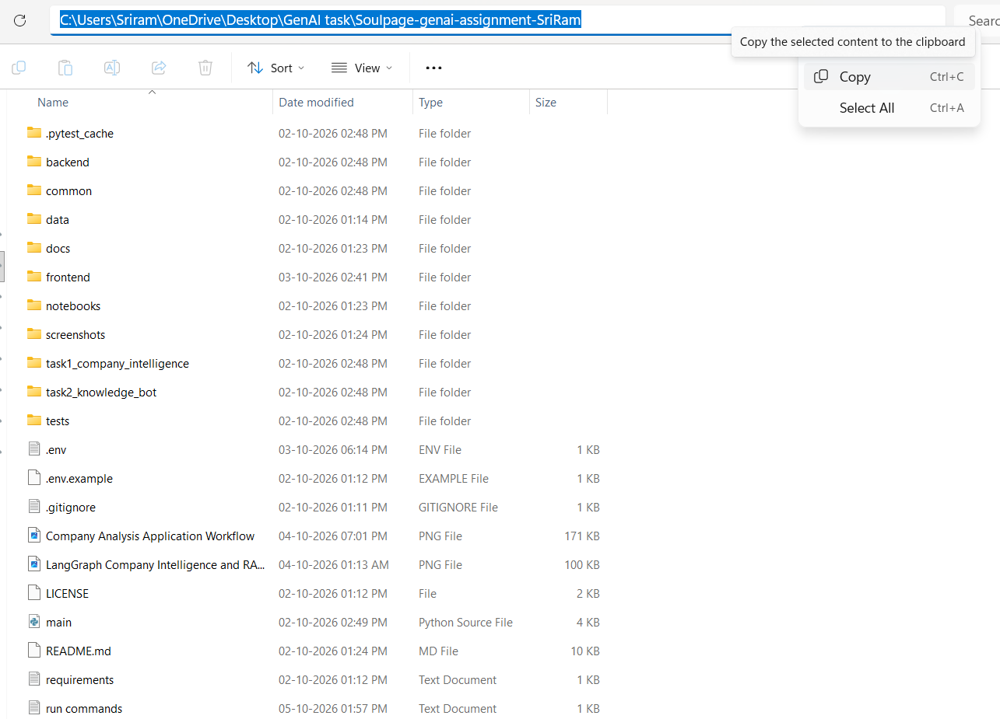 C:\Users\Sriram\OneDrive\Desktop\GenAI task\Soulpage-genai-assignment-SriRam
Searc
Copy the selected content to the clipboard
Sort View
Copy Ctrl+C
Select All Ctrl+A
Name Date modified Type Size
.pytest_cache 02-10-2026 02:48 PM File folder
backend 02-10-2026 02:48 PM File folder
common 02-10-2026 02:48 PM File folder
data 02-10-2026 01:14 PM File folder
docs 02-10-2026 01:23 PM File folder
frontend 03-10-2026 02:41 PM File folder
notebooks 02-10-2026 01:23 PM File folder
screenshots 02-10-2026 01:24 PM File folder
task1_company_intelligence 02-10-2026 02:48 PM File folder
task2_knowledge_bot 02-10-2026 02:48 PM File folder
tests 02-10-2026 02:48 PM File folder
.env 03-10-2026 06:14 PM ENV File 1 KB
.env.example 02-10-2026 01:12 PM EXAMPLE File 1 KB
.gitignore 02-10-2026 01:11 PM GITIGNORE File 1 KB
Company Analysis Application Workflow 04-10-2026 07:01 PM PNG File 171 KB
LangGraph Company Intelligence and RA... 04-10-2026 01:13 AM PNG File 100 KB
LICENSE 02-10-2026 01:12 PM File 2 KB
main 02-10-2026 02:49 PM Python Source File 4 KB
README.md 02-10-2026 01:24 PM MD File 10 KB
requirements 02-10-2026 01:12 PM Text Document 1 KB
run commands 05-10-2026 01:57 PM Text Document 1 KB